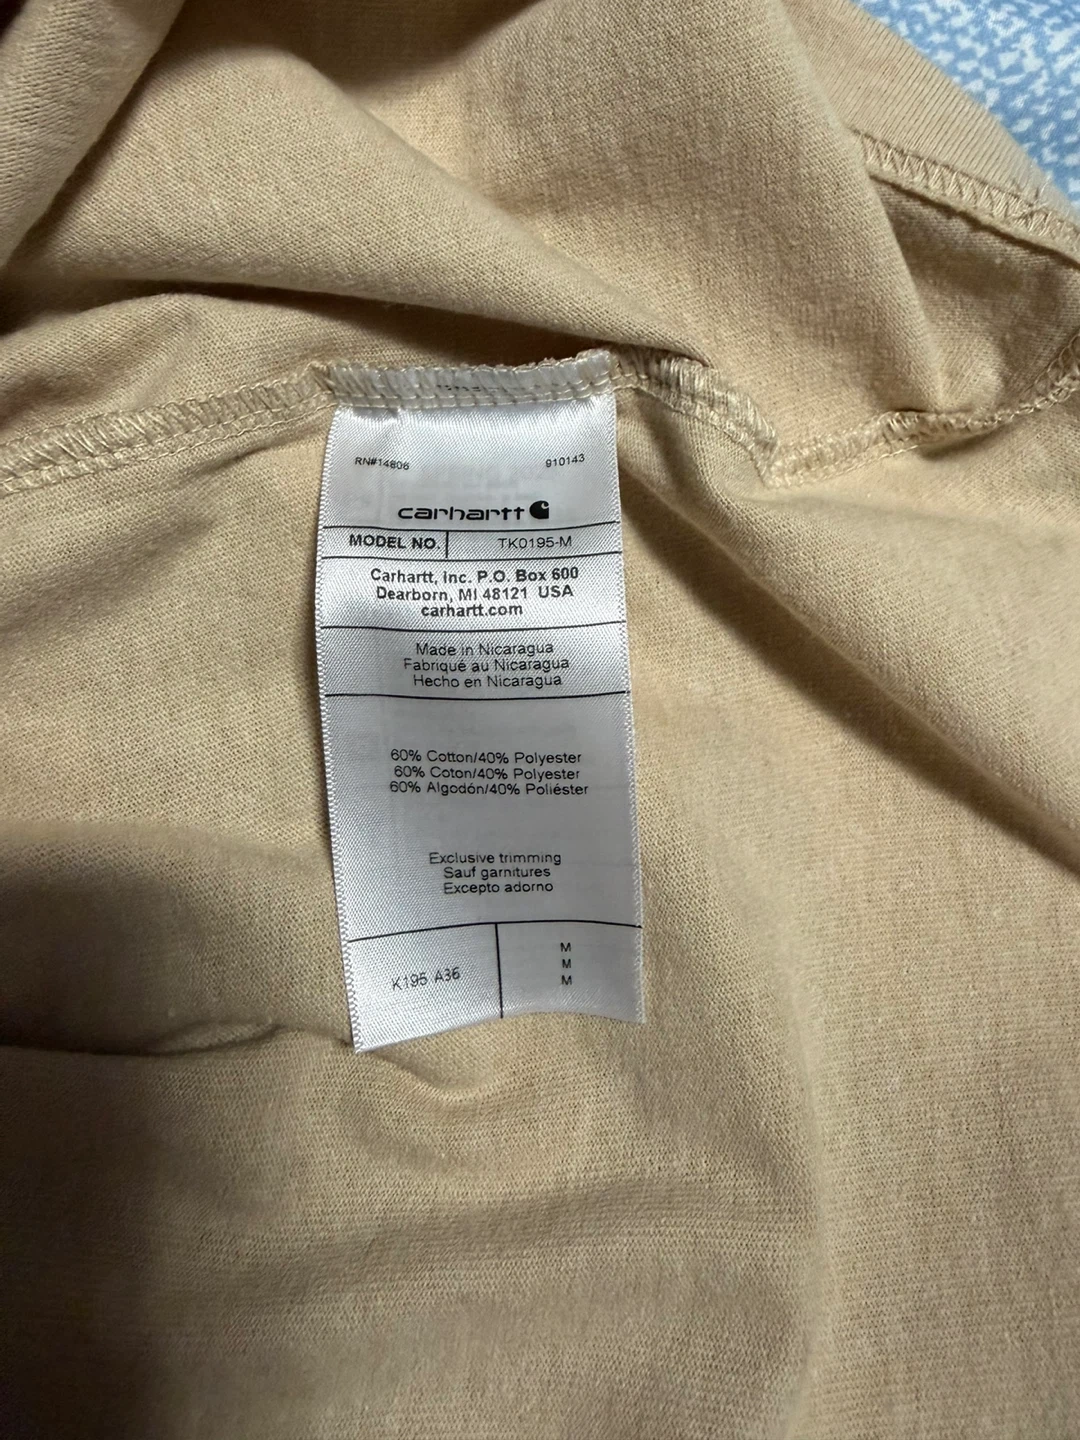 RN#14806 910143
carhartt
MODEL NO. TK0195-M
Carhartt, Inc. P.O. Box 600
Dearborn, MI 48121 USA
carhartt.com
Made in Nicaragua
Fabriqué au Nicaragua
Hecho en Nicaragua
60% Cotton/40% Polyester
60% Coton/40% Polyester
60% Algodón/40% Poliéster
Exclusive trimming
Sauf garnitures
Excepto adorno
K195 A36
M
M
M